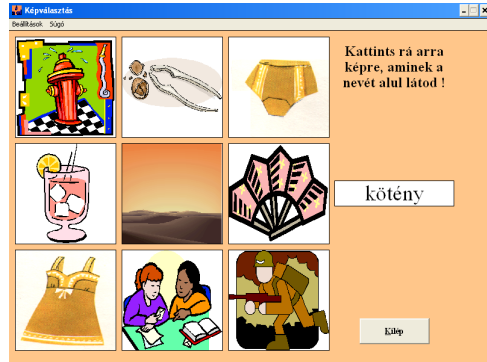 Képválasztás
Beállítások Súgó
Kattints rá arra
képre, aminek a
nevét alul látod !
kötény
Kilép